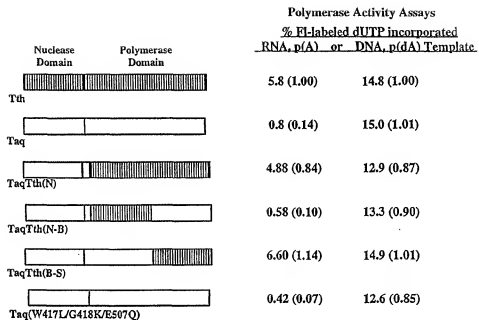 Polymerase Activity Assays
% Fl-labeled dUTP incorporated
Nuclease Domain Polymerase Domain RNA, p(A) or DNA, p(dA) Template
5.8 (1.00) 14.8 (1.00)
Tth
0.8 (0.14) 15.0 (1.01)
Taq
4.88 (0.84) 12.9 (0.87)
TaqTth(N)
0.58 (0.10) 13.3 (0.90)
TaqTth(N-B)
6.60 (1.14) 14.9 (1.01)
TaqTth(B-S)
0.42 (0.07) 12.6 (0.85)
Taq(W417L/G418K/E507Q)